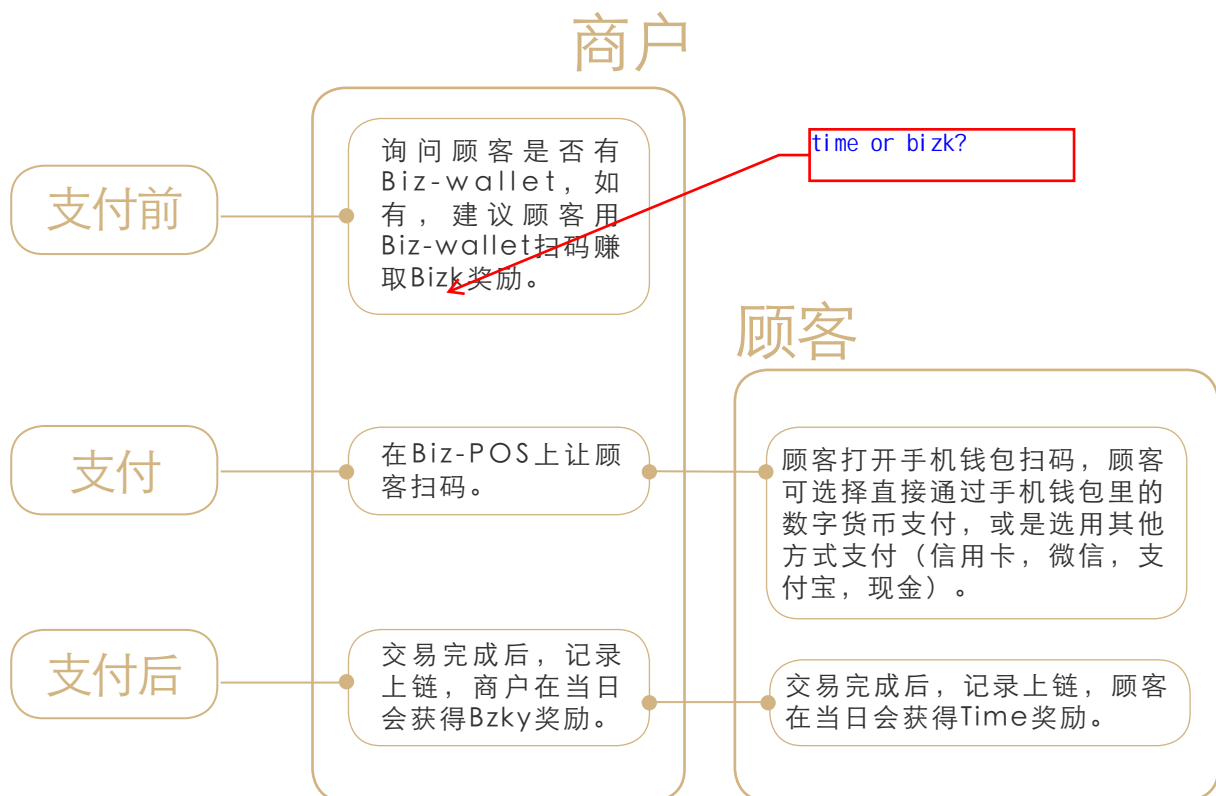 商户
time or bizk?
支付前
询问顾客是否有
Biz-wallet，如
有，建议顾客用
Biz-wallet扫码赚
取Bizk奖励。
顾客
支付
在Biz-POS上让顾
客扫码。
顾客打开手机钱包扫码，顾客
可选择直接通过手机钱包里的
数字货币支付，或是选用其他
方式支付（信用卡，微信，支
付宝，现金）。
支付后
交易完成后，记录
上链，商户在当日
会获得Bzky奖励。
交易完成后，记录上链，顾客
在当日会获得Time奖励。